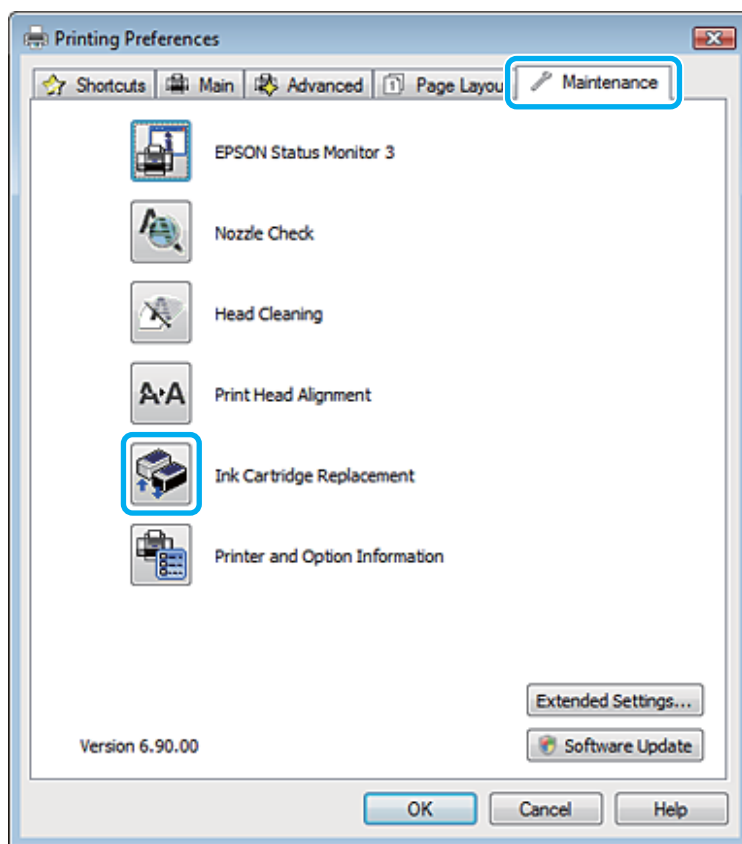 Printing Preferences
Shortcuts Main Advanced 1 Page Layou Maintenance
EPSON Status Monitor 3
Nozzle Check
Head Cleaning
A A Print Head Alignment
Ink Cartridge Replacement
Printer and Option Information
Extended Settings...
Version 6.90.00 Software Update
OK Cancel Help